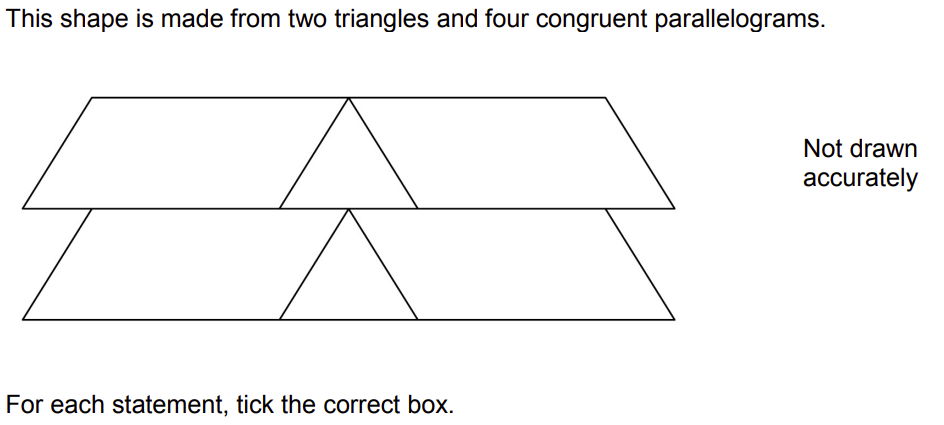 This shape is made from two triangles and four congruent parallelograms.
Not drawn
accurately
For each statement, tick the correct box.